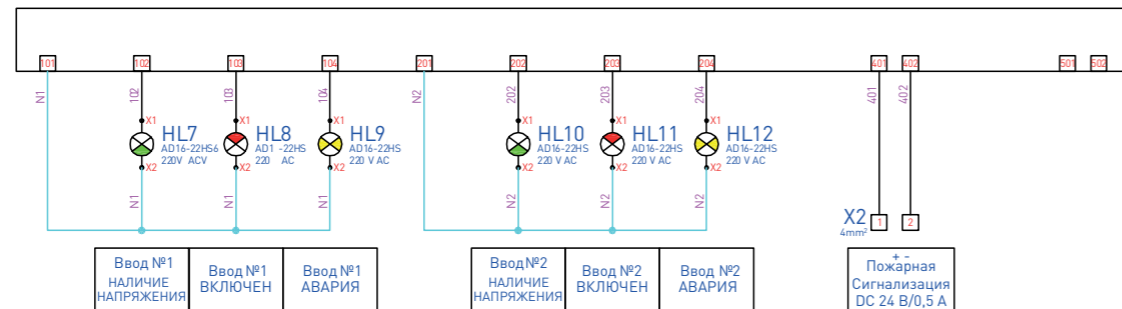 101 102 103 104 201 202 203 204 401 402 501 502
N1 102 103 104 N2 202 203 204 401 402
X1 X1 X1 X1 X1 X1
HL7 HL8 HL9 HL10 HL11 HL12
AD16-22HS6 AD1 -22HS AD16-22HS AD16-22HS AD16-22HS AD16-22HS
220V ACV 220 AC 220 V AC 220 V AC 220 V AC 220 V AC
X2 X2 X2 X2 X2 X2
N1 N1 N1 N2 N2 N2
X2 1 2
4mm²
Ввод №1
НАЛИЧИЕ
НАПРЯЖЕНИЯ
Ввод №1
ВКЛЮЧЕН
Ввод №1
АВАРИЯ
Ввод №2
НАЛИЧИЕ
НАПРЯЖЕНИЯ
Ввод №2
ВКЛЮЧЕН
Ввод №2
АВАРИЯ
+ -
Пожарная
Сигнализация
DC 24 В/0,5 А